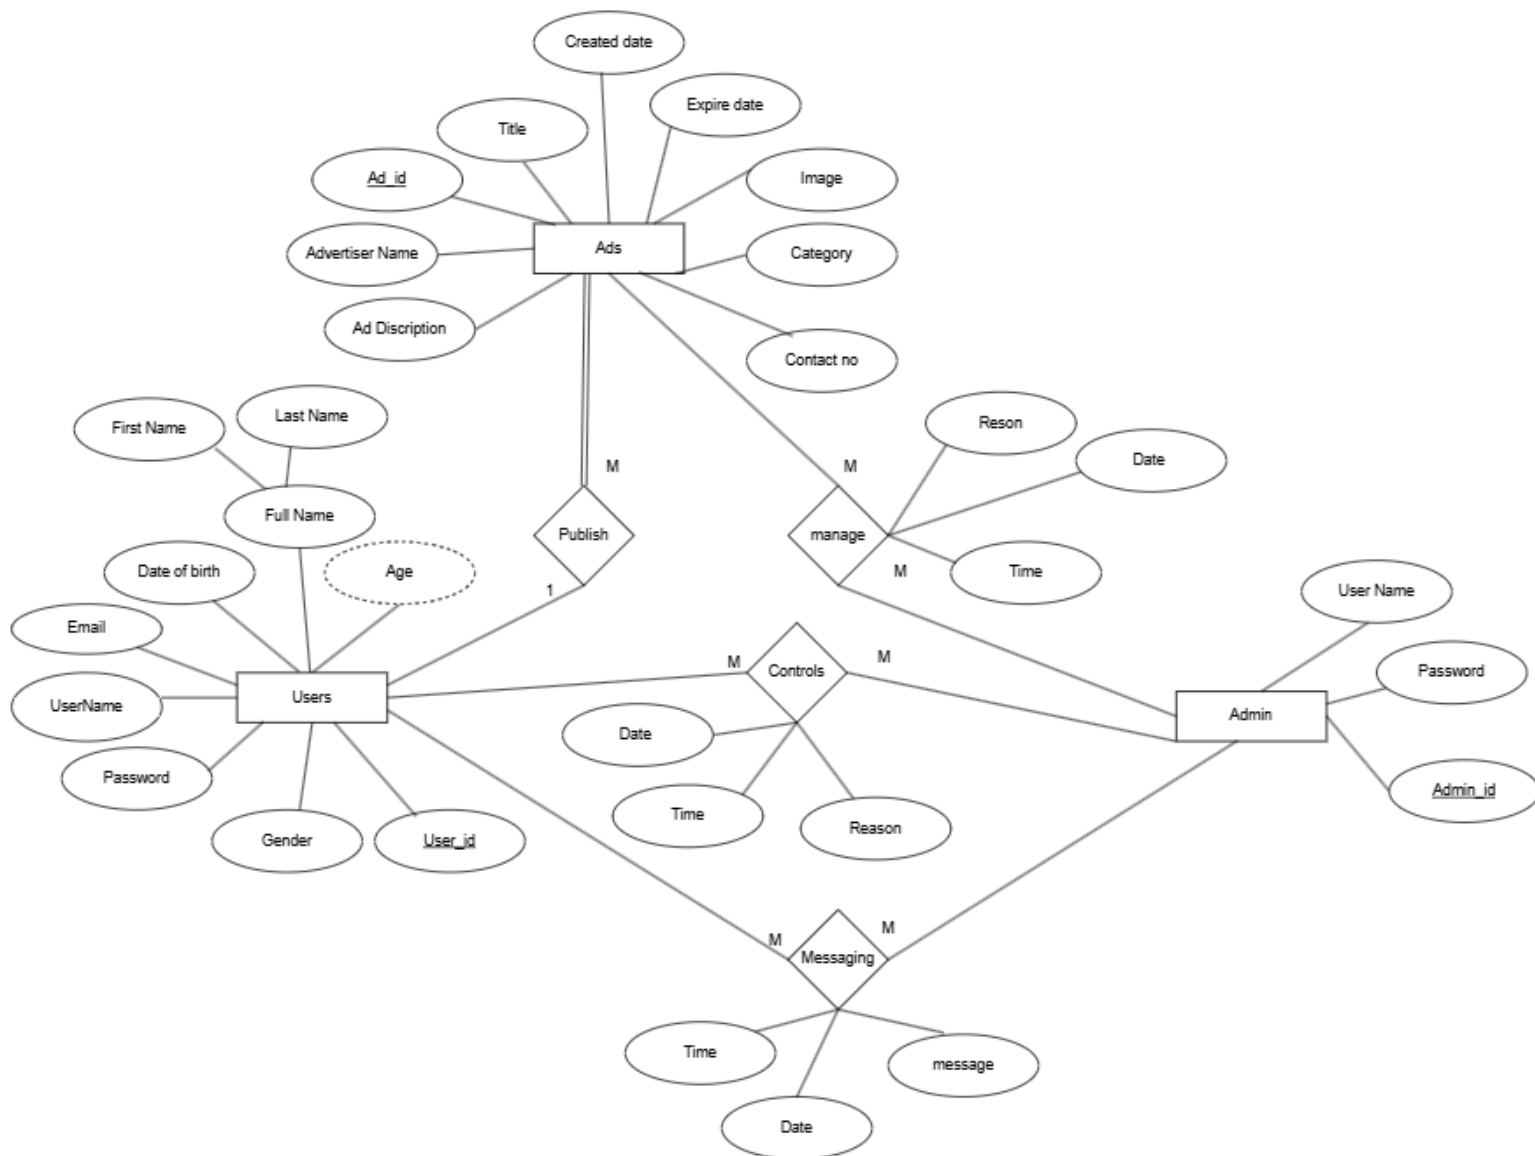 Created date
Expire date
Title
Ad_id
Image
Advertiser Name
Ads
Category
Ad Discription
Contact no
First Name
Last Name
Reson
Date
M
M
Full Name
Publish
manage
Date of birth
Age
Time
M
1
User Name
Email
M
Controls
M
Password
UserName
Users
Admin
Date
Password
Admin_id
Time
Reason
Gender
User_id
M
M
Messaging
Time
message
Date